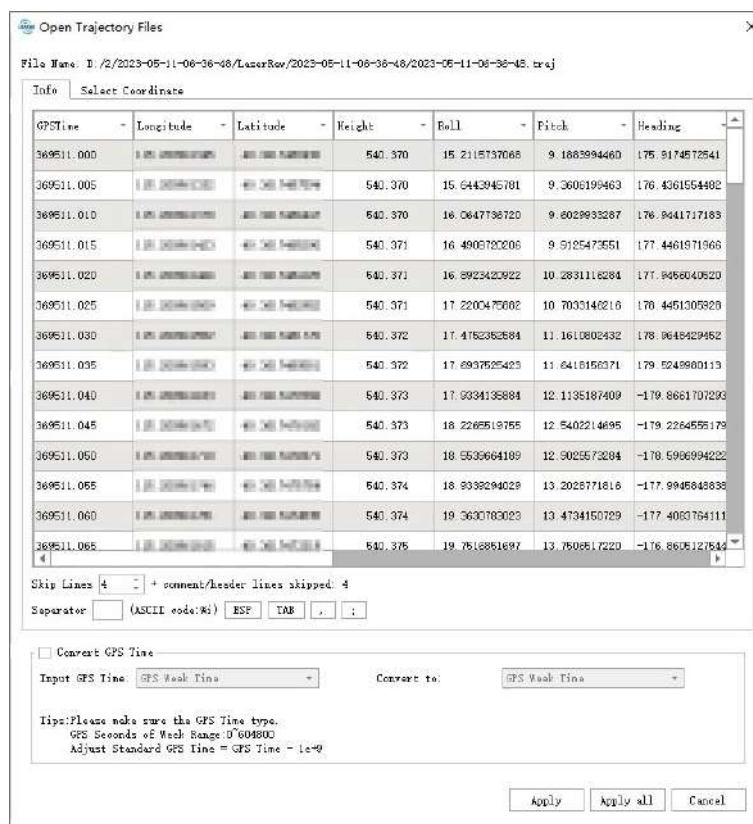 Open Trajectory Files
File Name: D:/2/2023-05-11-06-36-48/LaserRaw/2023-05-11-06-36-48/2023-05-11-06-36-48.traj
Info Select Coordinate
GPSTime Longitude Latitude Height Roll Pitch Heading
369511.000 540.370 15.2115737068 9.1883994460 175.9174572541
369511.005 540.370 15.6443945781 9.3606199463 176.4361554482
369511.010 540.370 16.0647736720 9.6029933287 176.9441717183
369511.015 540.371 16.4909720206 9.9125473551 177.4461971966
369511.020 540.371 16.8923420922 10.2831116284 177.9456040520
369511.025 540.371 17.2200475882 10.7033146216 178.4451305928
369511.030 540.372 17.4752352584 11.1610802432 178.9648429452
369511.035 540.372 17.6937525423 11.6418156371 179.5249980113
369511.040 540.373 17.9334135884 12.1135187409 -179.8661707293
369511.045 540.373 18.2265519755 12.5402214695 -179.2264555179
369511.050 540.373 18.5539664189 12.9025573284 -178.5986994222
369511.055 540.374 18.9339294029 13.2028771816 -177.9945848838
369511.060 540.374 19.3630783023 13.4734150729 -177.4083764111
369511.065 540.375 19.7516851697 13.7506517220 -176.8605127544
Skip Lines 4 + comment/header lines skipped: 4
Separator (ASCII code:%i) ESP TAB , ;
Convert GPS Time
Input GPS Time: GPS Week Time Convert to: GPS Week Time
Tips:Please make sure the GPS Time type.
GPS Seconds of Week Range:0~604800
Adjust Standard GPS Time = GPS Time - 1e+9
Apply Apply all Cancel